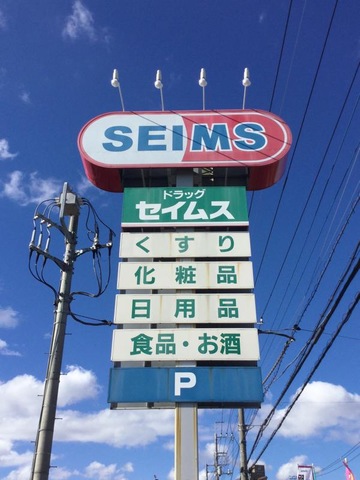 SEIMS
ドラッグ
セイムス
くすり
化粧品
日用品
食品・お酒
P